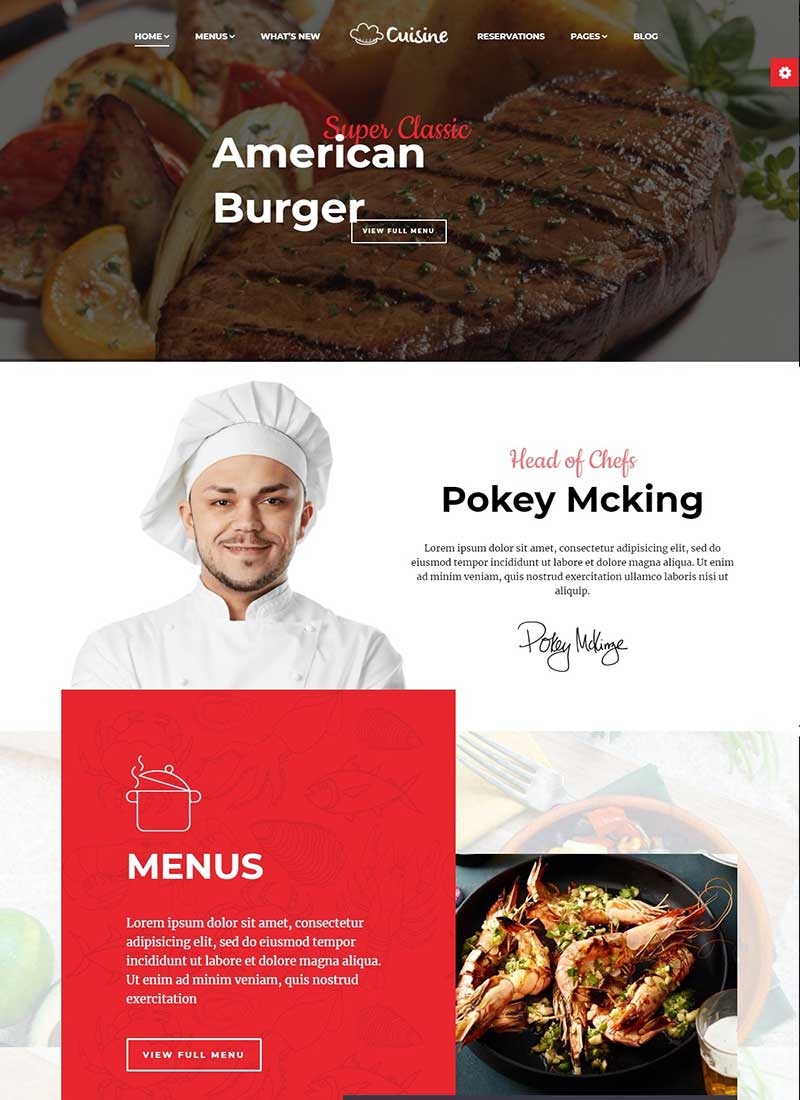 HOME MENUS WHAT'S NEW Cuisine RESERVATIONS PAGES BLOG
Super Classic
American
Burger
VIEW FULL MENU
Head of Chefs
Pokey Mcking
Lorem ipsum dolor sit amet, consectetur adipisicing elit, sed do
eiusmod tempor incididunt ut labore et dolore magna aliqua. Ut enim
ad minim veniam, quis nostrud exercitation ullamco laboris nisi ut
aliquip.
Pokey McKinge
MENUS
Lorem ipsum dolor sit amet, consectetur
adipisicing elit, sed do eiusmod tempor
incididunt ut labore et dolore magna aliqua.
Ut enim ad minim veniam, quis nostrud
exercitation
VIEW FULL MENU